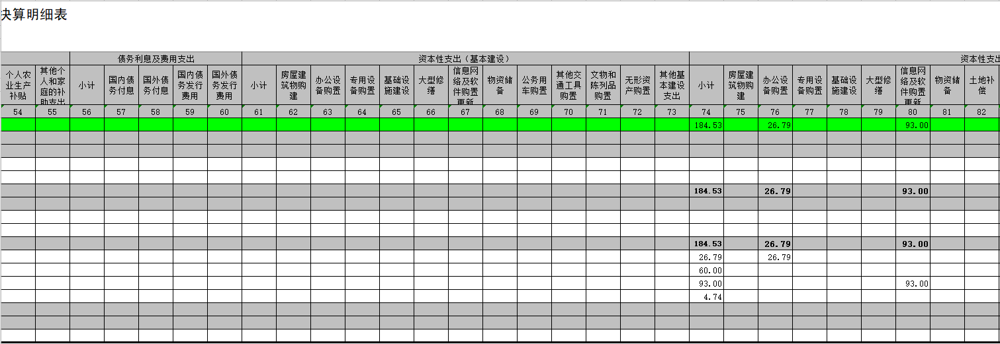 决算明细表
债务利息及费用支出 资本性支出（基本建设） 资本性支出
个人农业生产补贴 其他个人和家庭的补助支出 小计 国内债务付息 国外债务付息 国内债务发行费用 国外债务发行费用 小计 房屋建筑物购建 办公设备购置 专用设备购置 基础设施建设 大型修缮 信息网络及软件购置更新 物资储备 公务用车购置 其他交通工具购置 文物和陈列品购置 无形资产购置 其他基本建设支出 小计 房屋建筑物购建 办公设备购置 专用设备购置 基础设施建设 大型修缮 信息网络及软件购置更新 物资储备 土地补偿
54 55 56 57 58 59 60 61 62 63 64 65 66 67 68 69 70 71 72 73 74 75 76 77 78 79 80 81 82
184.53 26.79 93.00
184.53 26.79 93.00
184.53 26.79 93.00
26.79 26.79
60.00
93.00 93.00
4.74